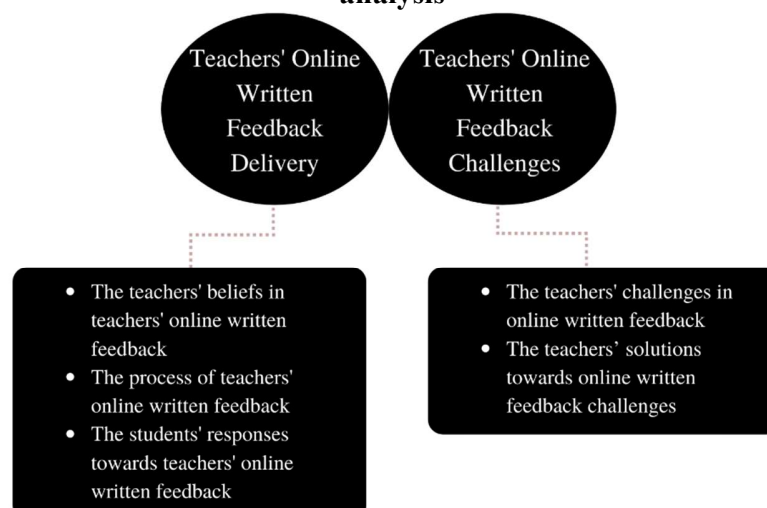 analysis
Teachers' Online
Written
Feedback
Delivery
Teachers' Online
Written
Feedback
Challenges
• The teachers' beliefs in
teachers' online written
feedback
• The process of teachers'
online written feedback
• The students' responses
towards teachers' online
written feedback
• The teachers' challenges in
online written feedback
• The teachers’ solutions
towards online written
feedback challenges